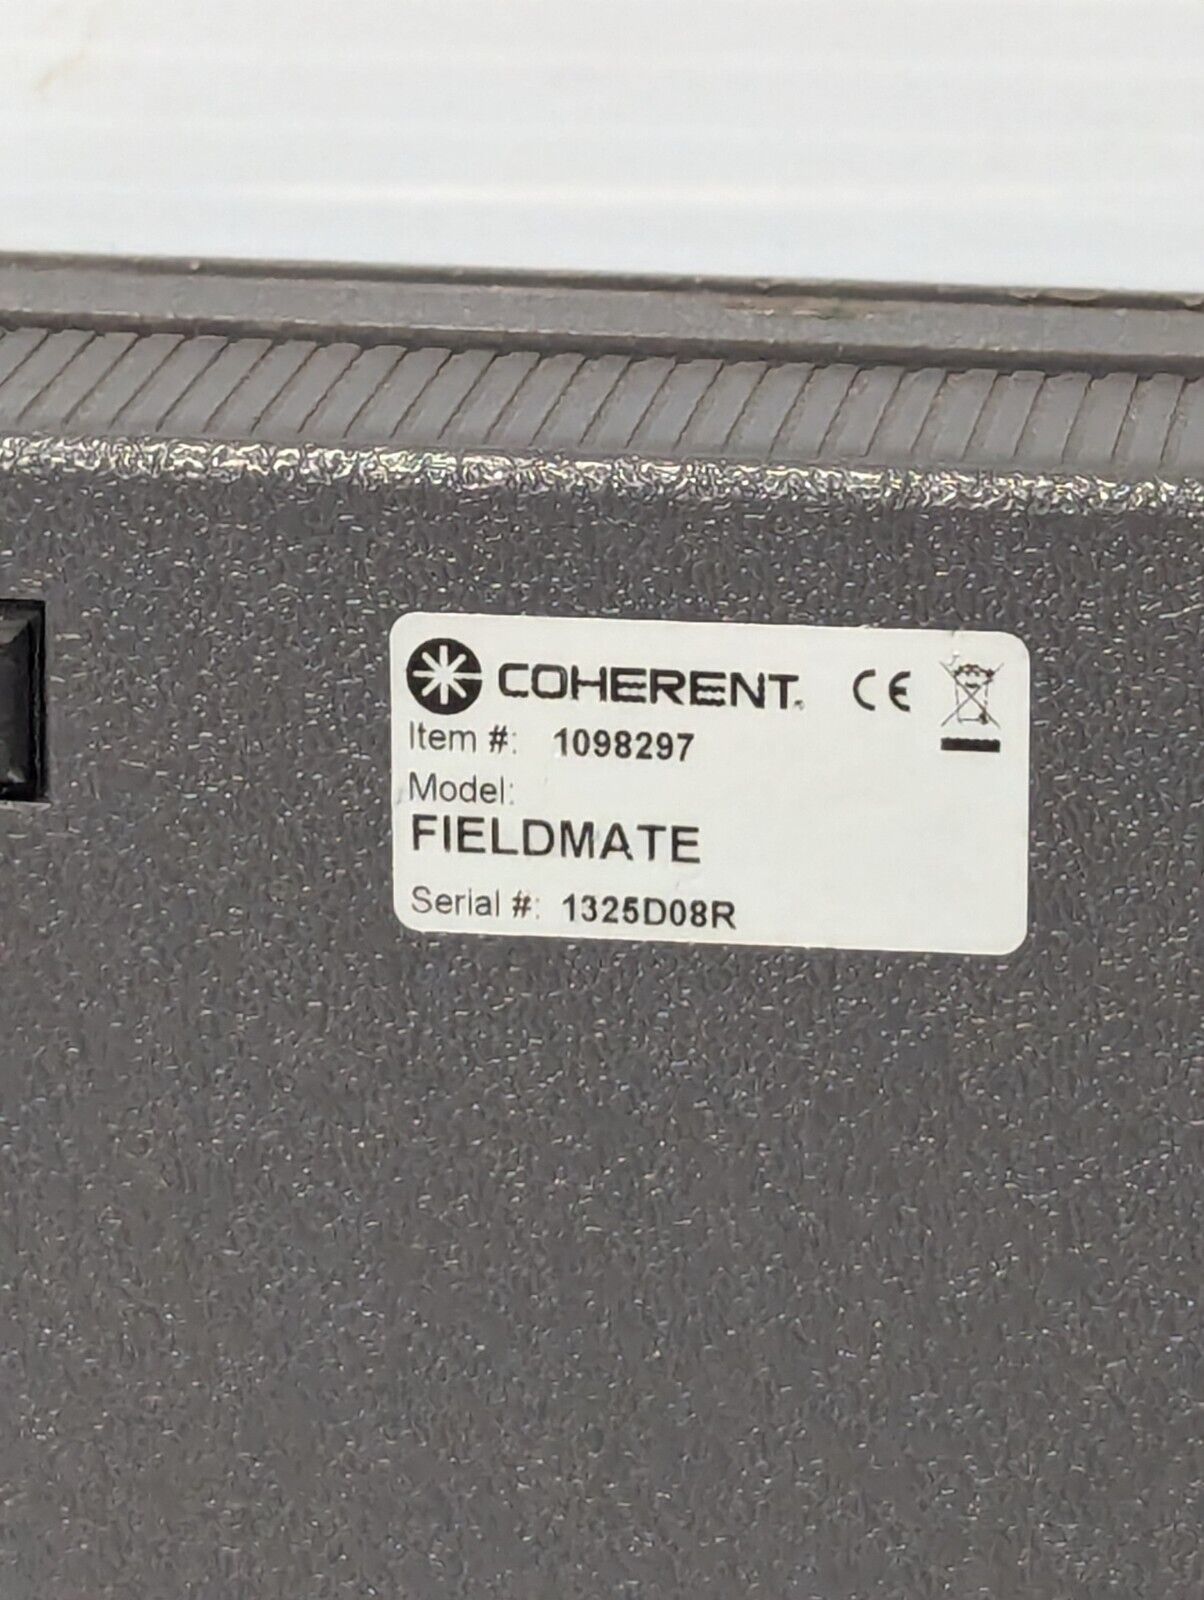 COHERENT. CE
Item #: 1098297
Model:
FIELDMATE
Serial #: 1325D08R